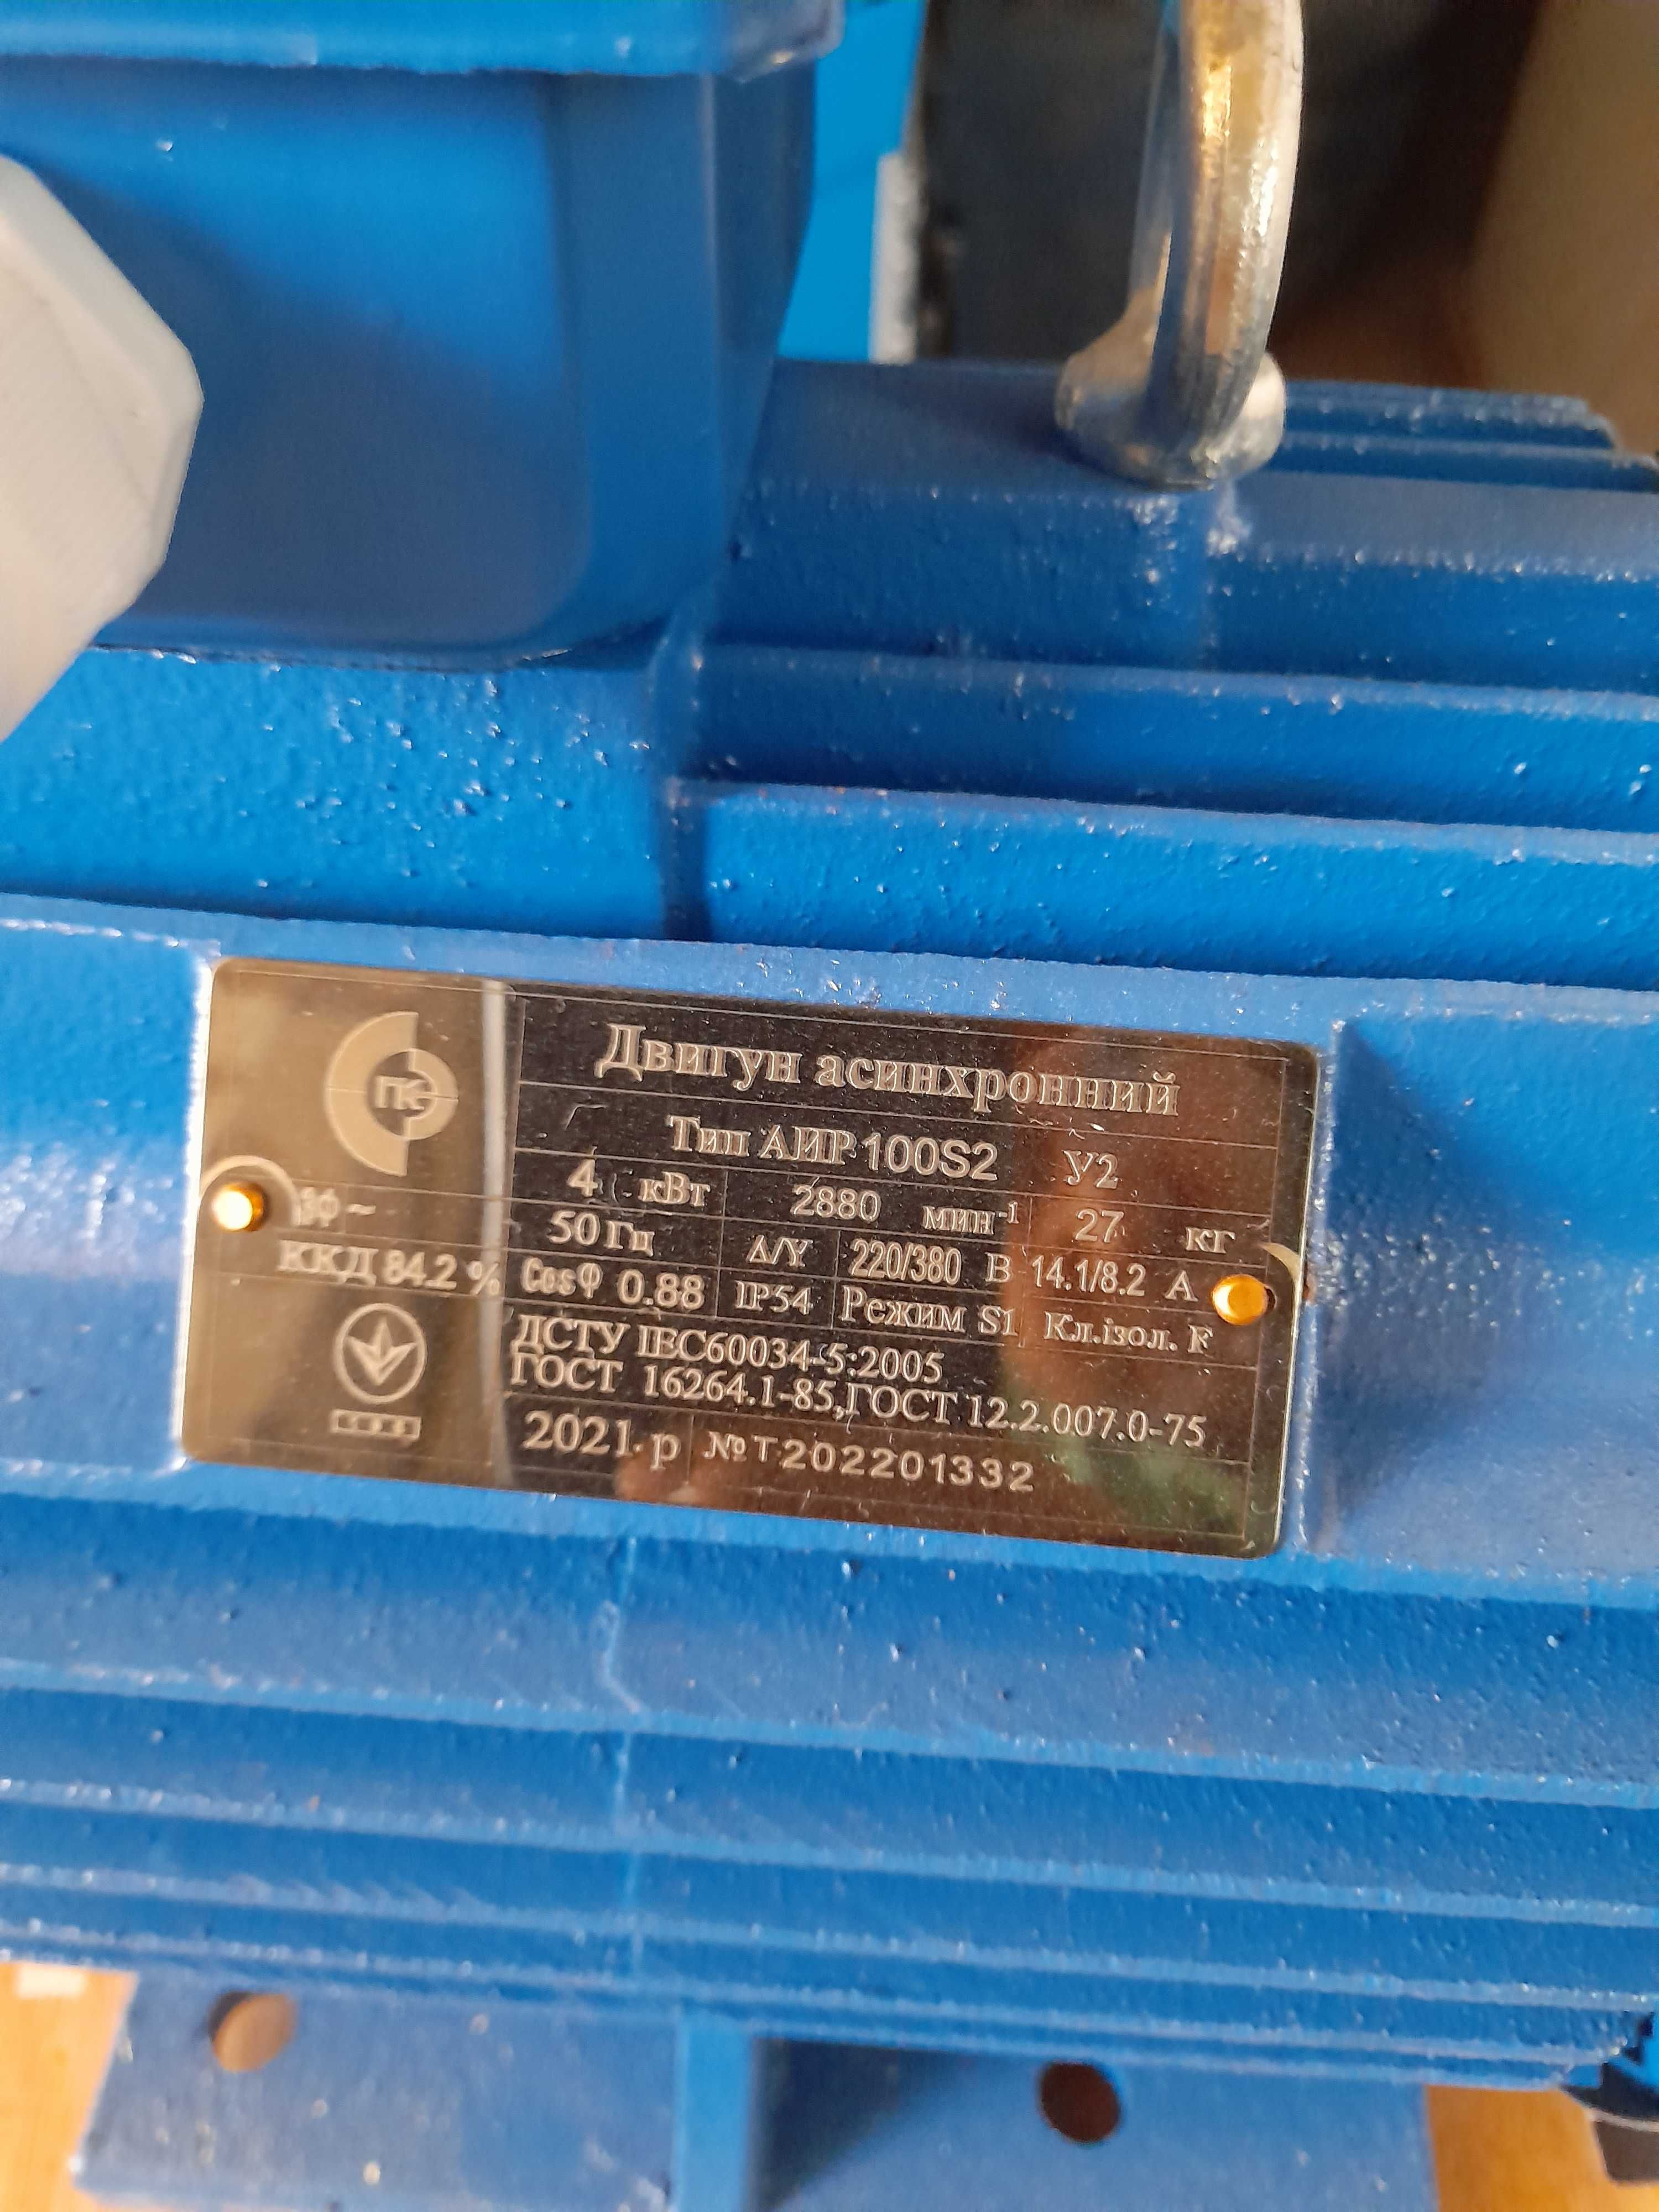 ПС
Двигун асинхронний
Тип АИР 100S2 У2
4 кВт 2880 мин-1 27 кг
3ф~ 50 Гц Δ/Y 220/380 В 14.1/8.2 А
ККД 84.2 % Cosφ 0.88 IP54 Режим S1 Кл.ізол. F
ДСТУ IEC60034-5:2005
ГОСТ 16264.1-85,ГОСТ 12.2.007.0-75
2021 р № T202201332